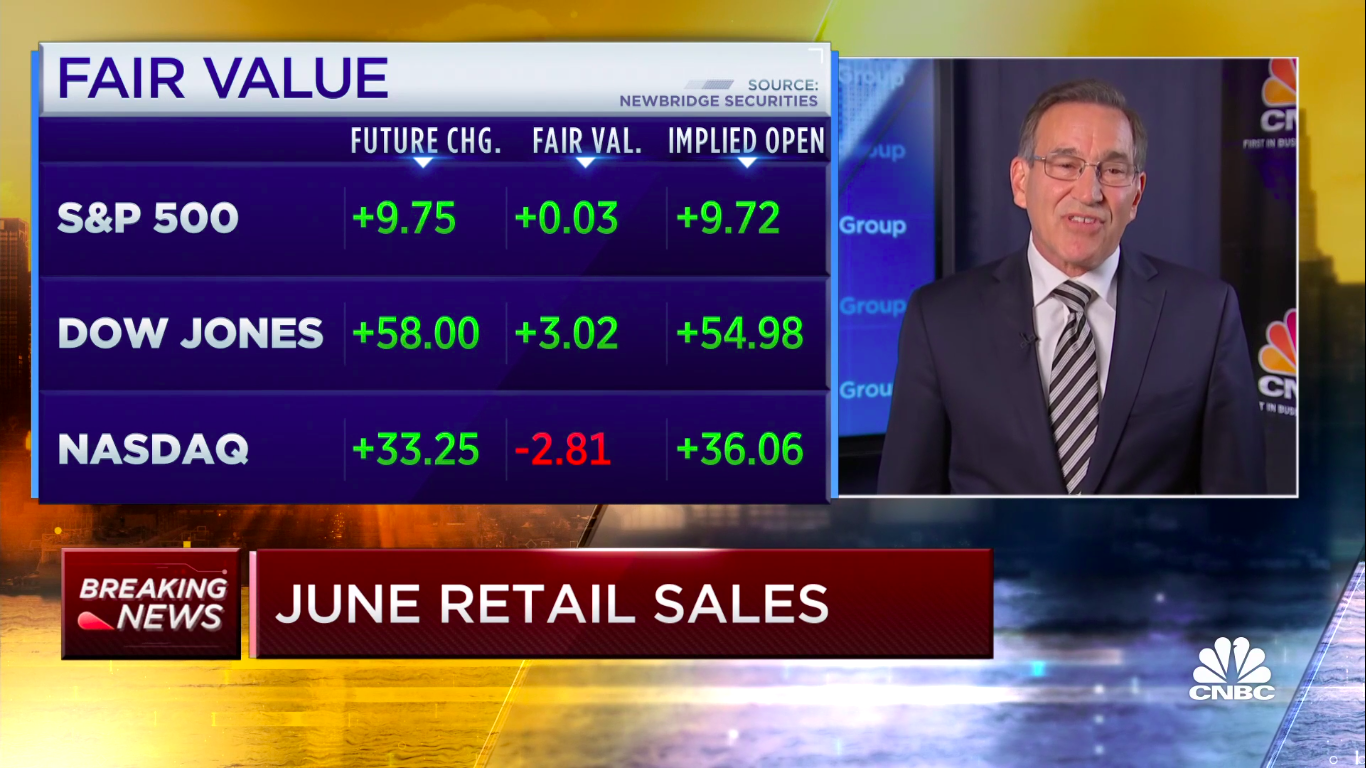 FAIR VALUE
SOURCE:
NEWBRIDGE SECURITIES
FUTURE CHG. FAIR VAL. IMPLIED OPEN
S&P 500 +9.75 +0.03 +9.72
DOW JONES +58.00 +3.02 +54.98
NASDAQ +33.25 -2.81 +36.06
Group
Group
Group
CN
FIRST IN BUS
CN
T IN BUS
BREAKING
NEWS
JUNE RETAIL SALES
CNBC